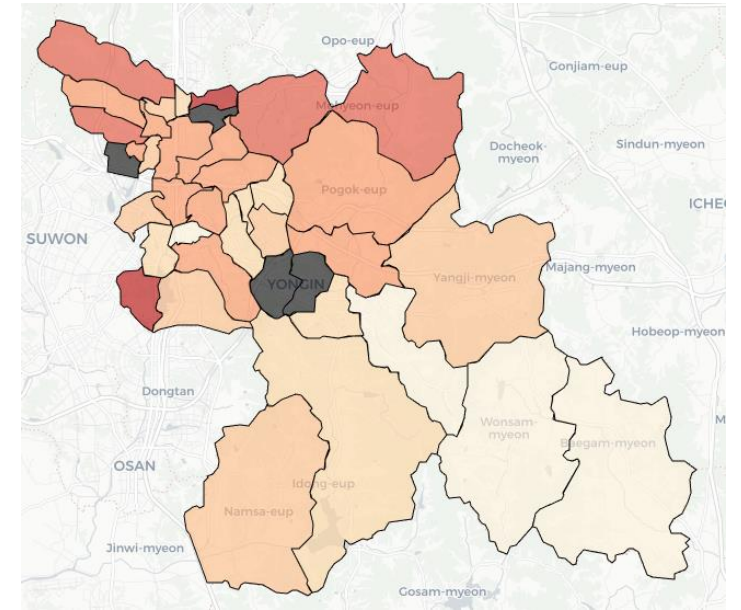 Opo-eup
Gonjiam-eup
Mohyeon-eup
Docheok-
myeon
Sindun-myeon
Pogok-eup
ICHE
SUWON
Majang-myeon
Yangji-myeon
YONGIN
Hobeop-myeon
Dongtan
Wonsam-
myeon
Baegam-myeon
M
OSAN
Idong-eup
Namsa-eup
Jinwi-myeon
Gosam-myeon